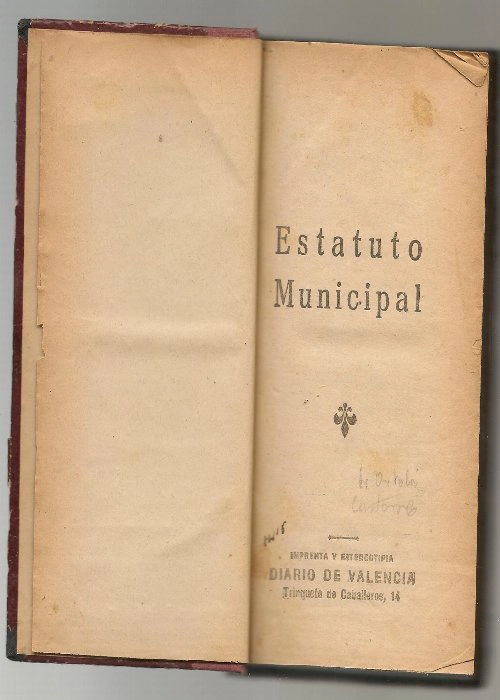 Estatuto
Municipal
IMPRENTA Y ESTEREOTIPIA
DIARIO DE VALENCIA
Trinquete de Caballeros, 14